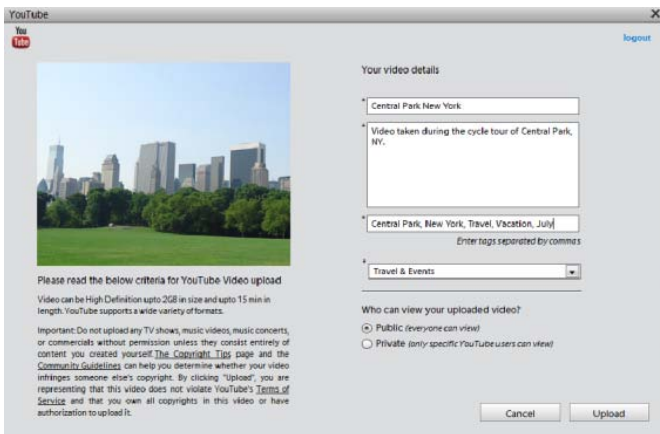 YouTube
X
You
Tube
logout
Your video details
* Central Park New York
* Video taken during the cycle tour of Central Park,
NY.
* Central Park, New York, Travel, Vacation, July
Enter tags separated by commas
*
Travel & Events
Who can view your uploaded video?
Public (everyone can view)
Private (only specific YouTube users can view)
Cancel
Upload
Please read the below criteria for YouTube Video upload
Video can be High Definition upto 2GB in size and upto 15 min in
length. YouTube supports a wide variety of formats.
Important: Do not upload any TV shows, music videos, music concerts,
or commercials without permission unless they consist entirely of
content you created yourself. The Copyright Tips page and the
Community Guidelines can help you determine whether your video
infringes someone else's copyright. By clicking "Upload", you are
representing that this video does not violate YouTube's Terms of
Service and that you own all copyrights in this video or have
authorization to upload it.